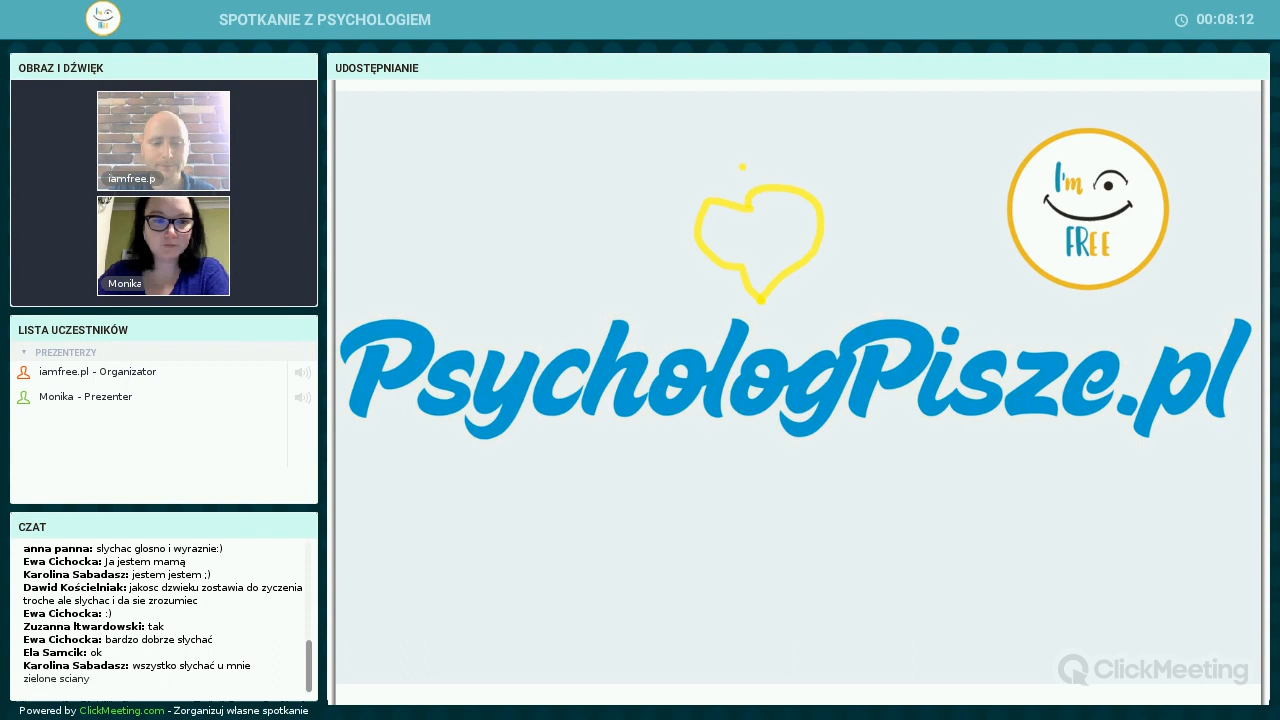 SPOTKANIE Z PSYCHOLOGIEM
00:08:12
FREE
OBRAZ I DŹWIĘK
iamfree.p
Monika
LISTA UCZESTNIKÓW
PREZENTERZY
iamfree.pl - Organizator
Monika - Prezenter
CZAT
anna panna: slychac glosno i wyraznie:)
Ewa Cichocka: Ja jestem mamą
Karolina Sabadasz: jestem jestem ;)
Dawid Kościelniak: jakosc dzwieku zostawia do zyczenia
troche ale slychac i da sie zrozumiec
Ewa Cichocka: :)
Zuzanna łtwardowski: tak
Ewa Cichocka: bardzo dobrze słychać
Ela Samcik: ok
Karolina Sabadasz: wszystko słychać u mnie
zielone sciany
Powered by ClickMeeting.com - Zorganizuj własne spotkanie
UDOSTĘPNIANIE
I'm
FREE
PsychologPisze.pl
ClickMeeting